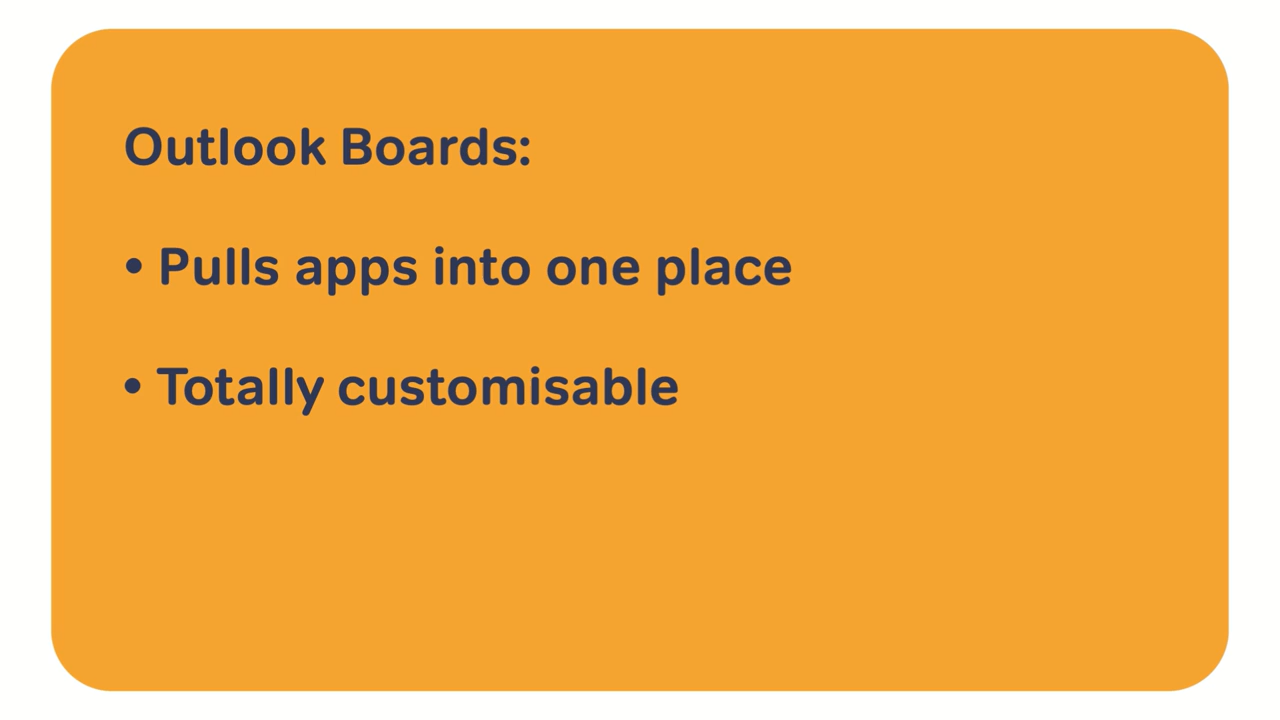 Outlook Boards:
• Pulls apps into one place
• Totally customisable